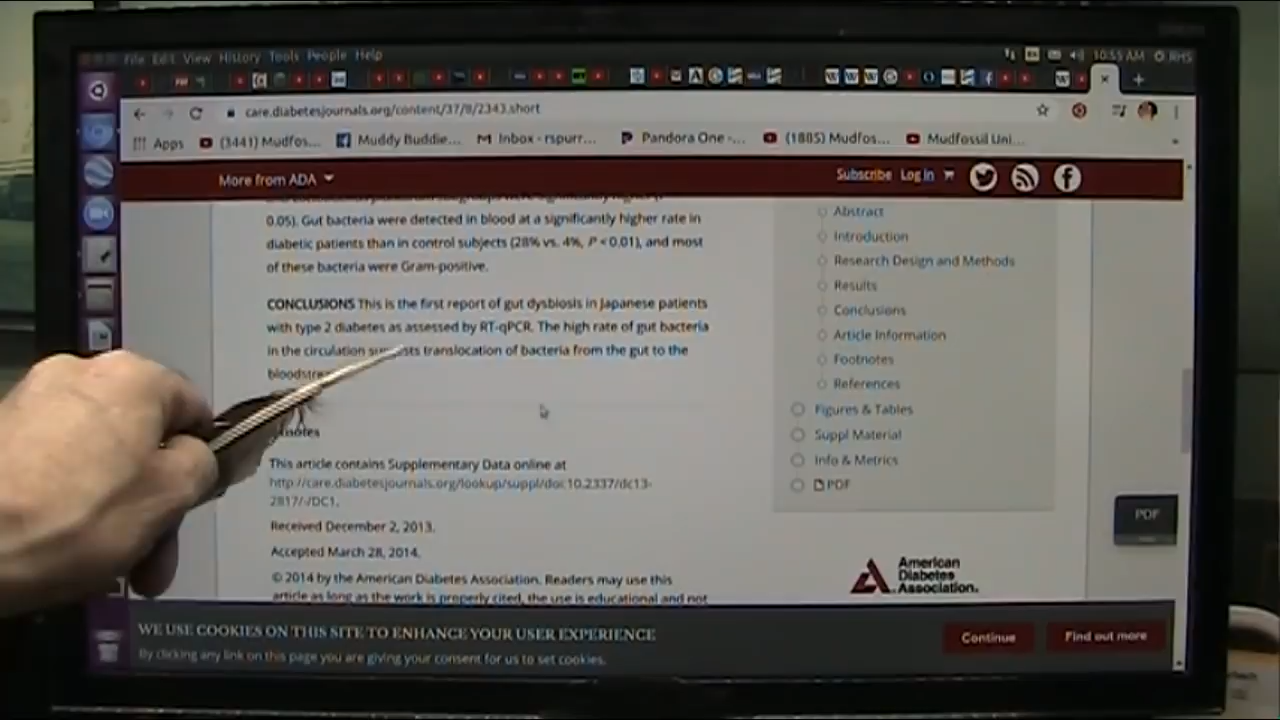 File Edit View History Tools People Help
10:55 AM RHS
care.diabetesjournals.org/content/37/8/2343.short
Apps (3441) Mudfos... Muddy Buddie... Inbox - rspurr... Pandora One -... (1885) Mudfos... Mudfossil Uni...
More from ADA Subscribe Log in
0.05). Gut bacteria were detected in blood at a significantly higher rate in
diabetic patients than in control subjects (28% vs. 4%, P < 0.01), and most
of these bacteria were Gram-positive.
CONCLUSIONS This is the first report of gut dysbiosis in Japanese patients
with type 2 diabetes as assessed by RT-qPCR. The high rate of gut bacteria
in the circulation suggests translocation of bacteria from the gut to the
bloodstre
notes
This article contains Supplementary Data online at
http://care.diabetesjournals.org/lookup/suppl/doi:10.2337/dc13-
2817/-/DC1.
Received December 2, 2013.
Accepted March 28, 2014.
© 2014 by the American Diabetes Association. Readers may use this
article as long as the work is properly cited, the use is educational and not
Abstract
Introduction
Research Design and Methods
Results
Conclusions
Article Information
Footnotes
References
Figures & Tables
Suppl Material
Info & Metrics
PDF
PDF
American
Diabetes
Association.
WE USE COOKIES ON THIS SITE TO ENHANCE YOUR USER EXPERIENCE
By clicking any link on this page you are giving your consent for us to set cookies.
Continue Find out more